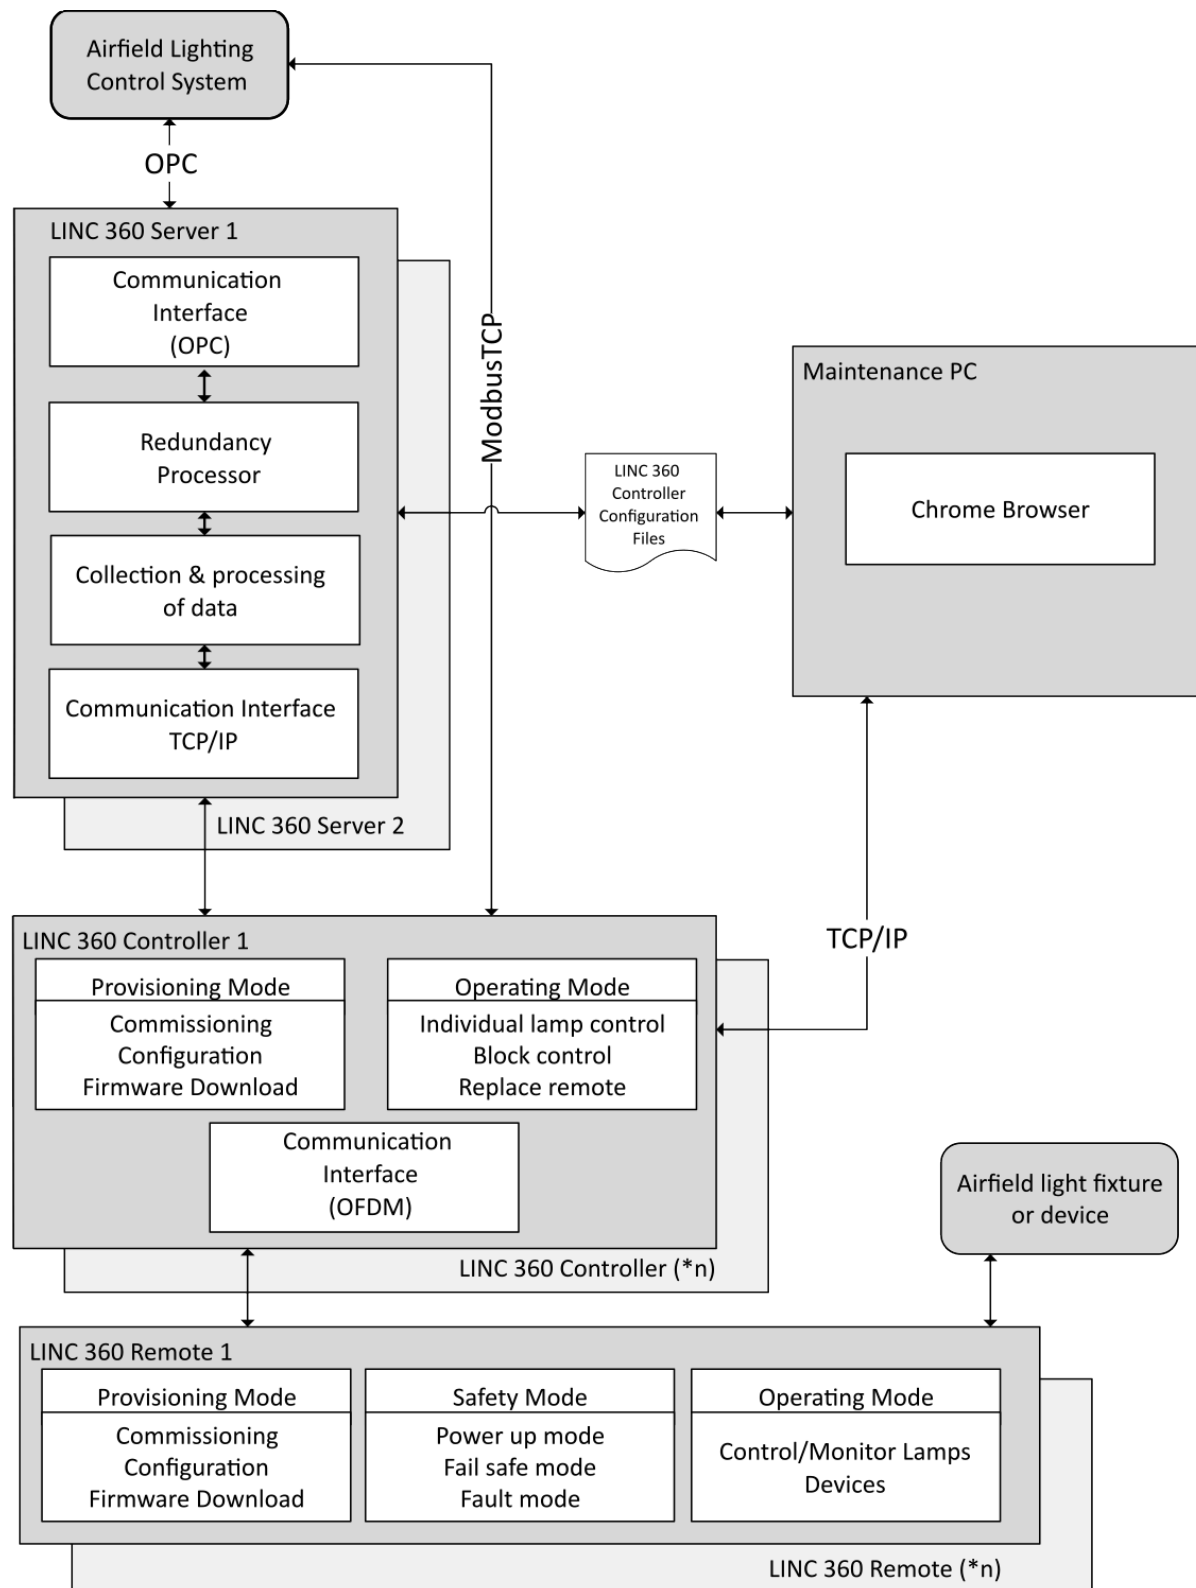 Airfield Lighting
Control System
OPC
LINC 360 Server 1
Communication
Interface
(OPC)
Redundancy
Processor
Collection & processing
of data
Communication Interface
TCP/IP
LINC 360 Server 2
ModbusTCP
LINC 360
Controller
Configuration
Files
Maintenance PC
Chrome Browser
TCP/IP
LINC 360 Controller 1
Provisioning Mode
Commissioning
Configuration
Firmware Download
Operating Mode
Individual lamp control
Block control
Replace remote
Communication
Interface
(OFDM)
LINC 360 Controller (*n)
Airfield light fixture
or device
LINC 360 Remote 1
Provisioning Mode
Commissioning
Configuration
Firmware Download
Safety Mode
Power up mode
Fail safe mode
Fault mode
Operating Mode
Control/Monitor Lamps
Devices
LINC 360 Remote (*n)